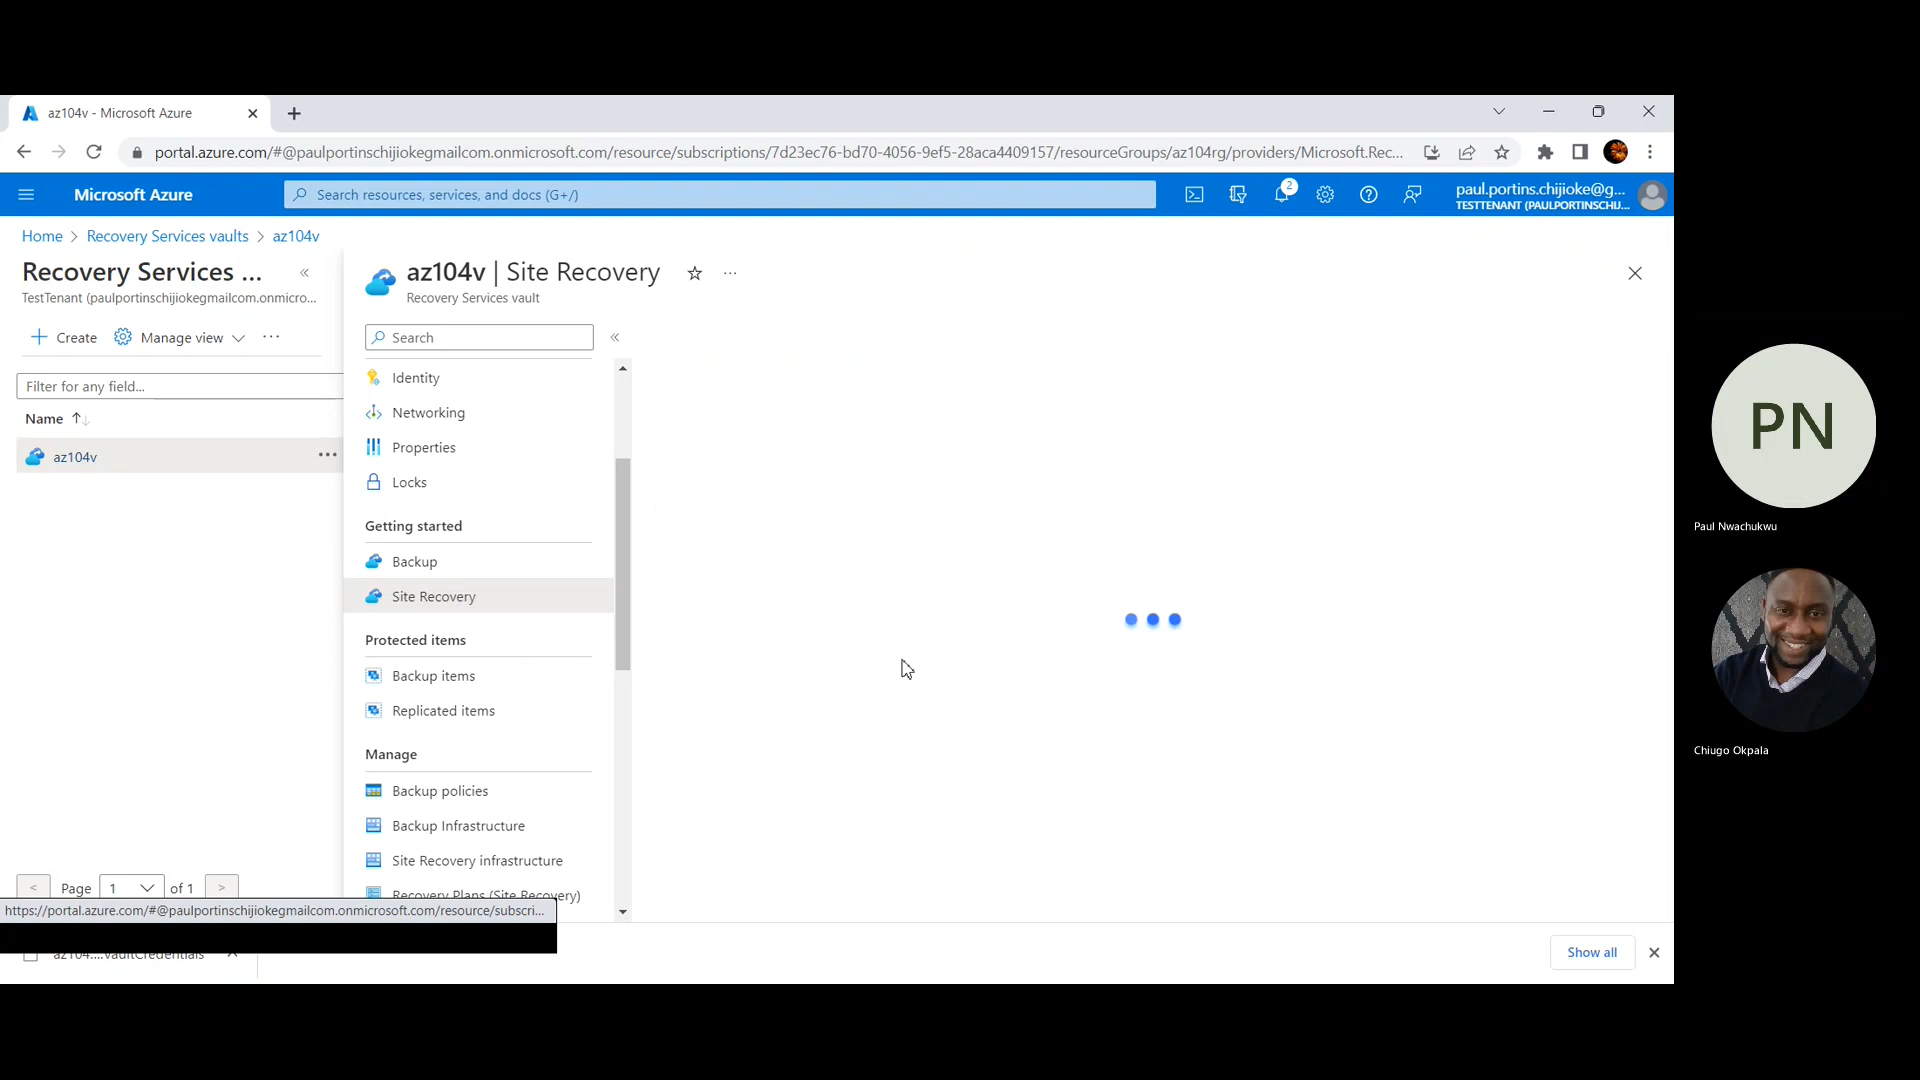 az104v - Microsoft Azure
portal.azure.com/#@paulportinschijiokegmailcom.onmicrosoft.com/resource/subscriptions/7d23ec76-bd70-4056-9ef5-28aca4409157/resourceGroups/az104rg/providers/Microsoft.Rec...
Microsoft Azure
Search resources, services, and docs (G+/)
2
paul.portins.chijioke@g...
TESTTENANT (PAULPORTINSCHIJ...
Home > Recovery Services vaults > az104v
Recovery Services ...
TestTenant (paulportinschijiokegmailcom.onmicro...
Create
Manage view
Filter for any field...
Name
az104v
Page 1 of 1
az104v | Site Recovery
Recovery Services vault
Search
Identity
Networking
Properties
Locks
Getting started
Backup
Site Recovery
Protected items
Backup items
Replicated items
Manage
Backup policies
Backup Infrastructure
Site Recovery infrastructure
Recovery Plans (Site Recovery)
https://portal.azure.com/#@paulportinschijiokegmailcom.onmicrosoft.com/resource/subscri...
az104....vaultCredentials
Show all
PN
Paul Nwachukwu
Chiugo Okpala